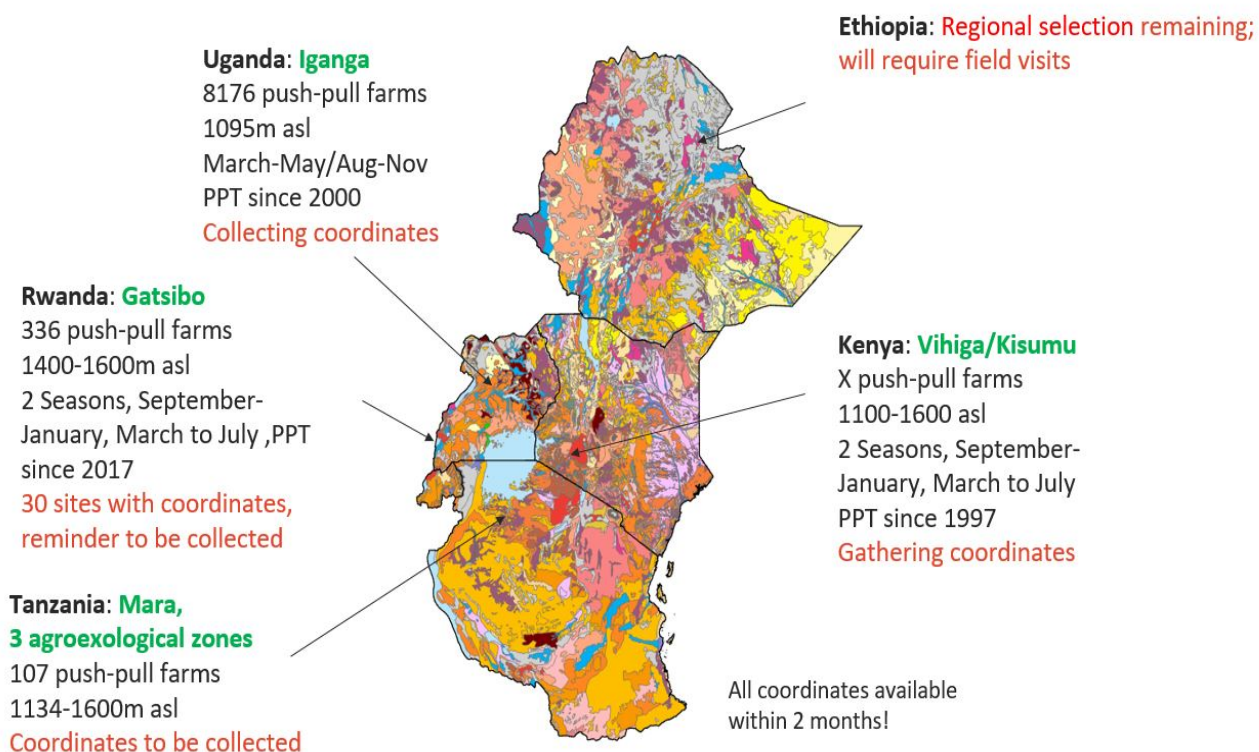 Uganda: Iganga
8176 push-pull farms
1095m asl
March-May/Aug-Nov
PPT since 2000
Collecting coordinates
Ethiopia: Regional selection remaining;
will require field visits
Rwanda: Gatsibo
336 push-pull farms
1400-1600m asl
2 Seasons, September-
January, March to July ,PPT
since 2017
30 sites with coordinates,
reminder to be collected
Kenya: Vihiga/Kisumu
X push-pull farms
1100-1600 asl
2 Seasons, September-
January, March to July
PPT since 1997
Gathering coordinates
Tanzania: Mara,
3 agroexological zones
107 push-pull farms
1134-1600m asl
Coordinates to be collected
All coordinates available
within 2 months!